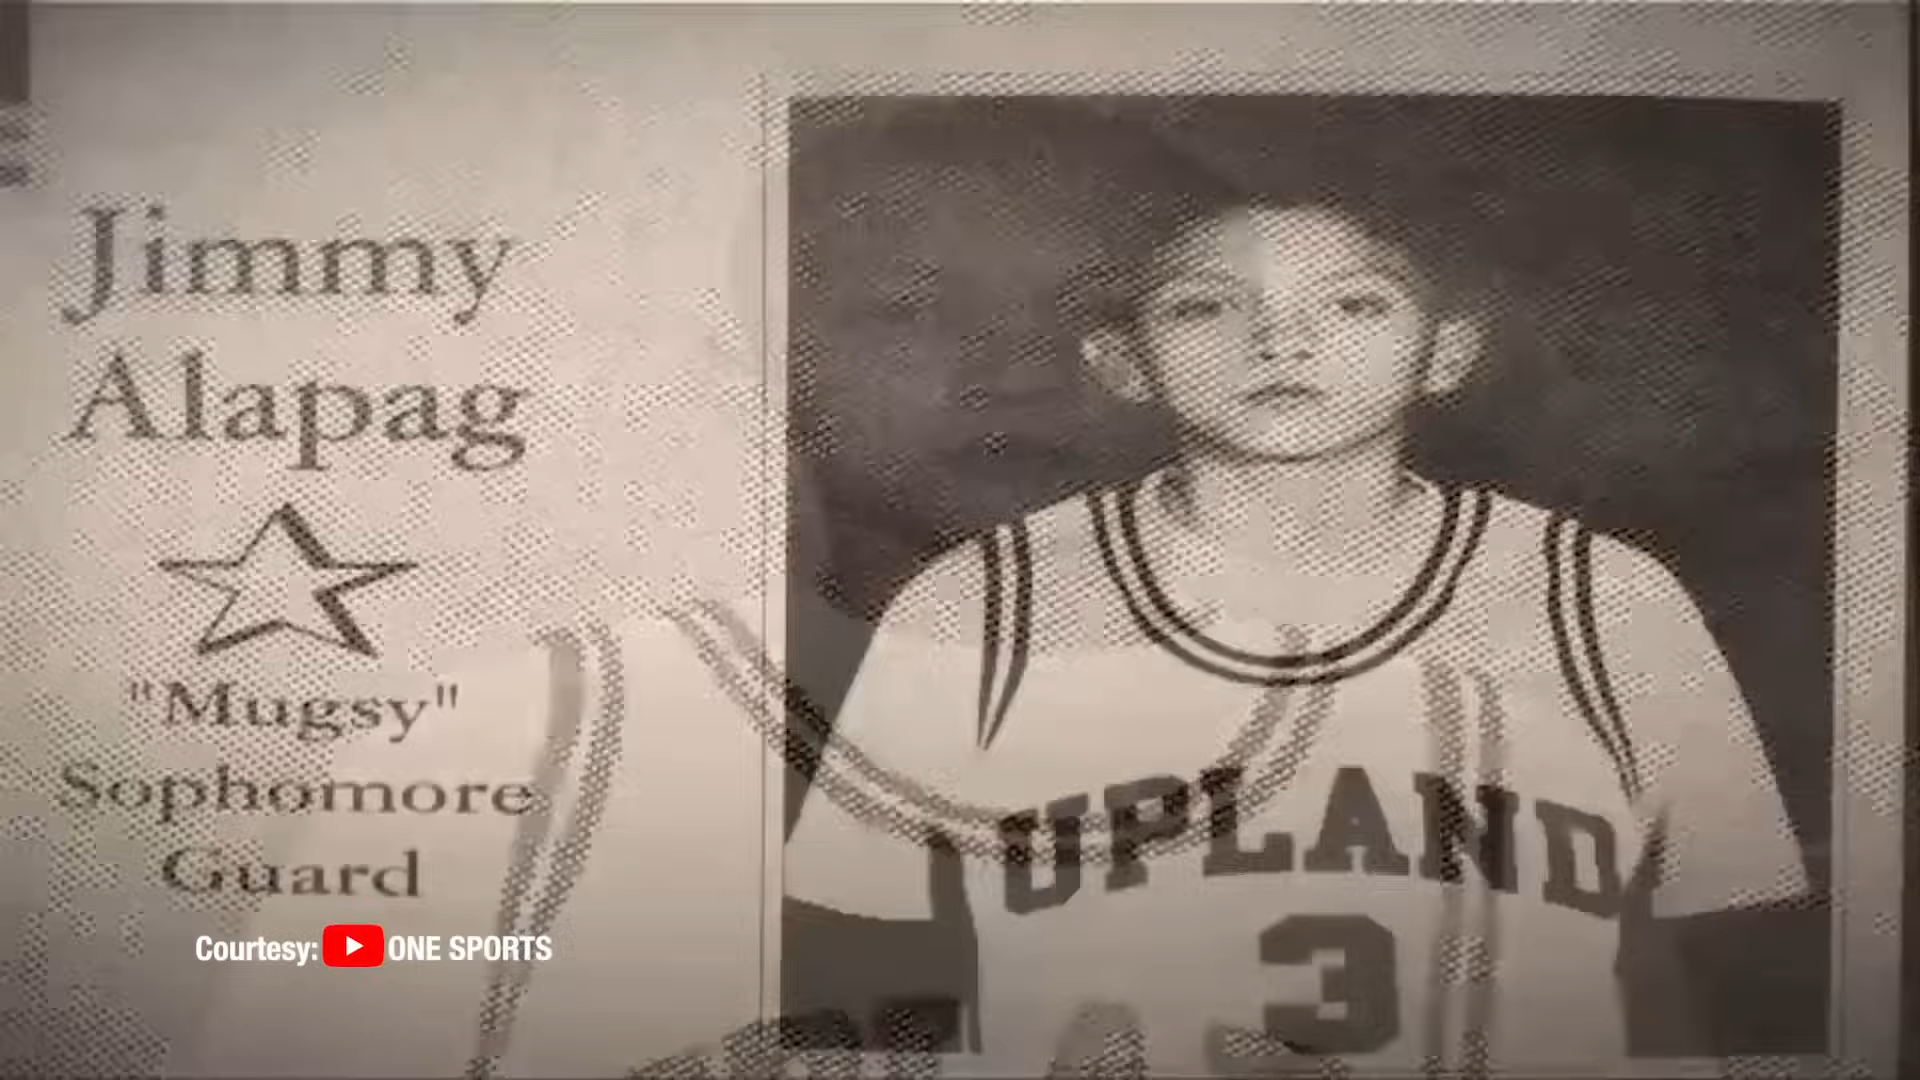 Jimmy
Alapag
"Mugsy"
Sophomore
Guard
UPLAND
3
Courtesy: ONE SPORTS